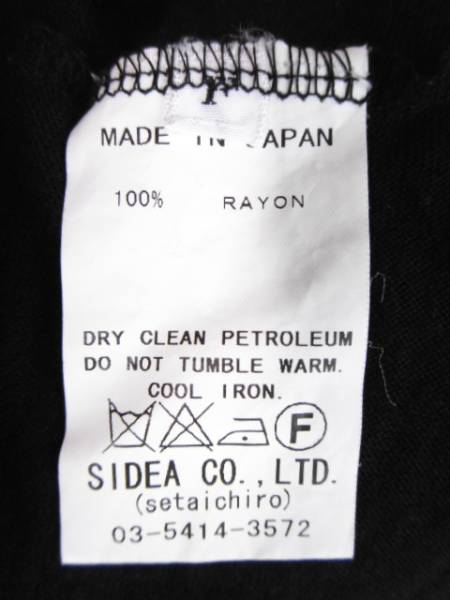 F
MADE IN JAPAN
100% RAYON
DRY CLEAN PETROLEUM
DO NOT TUMBLE WARM.
COOL IRON.
F
SIDEA CO.,LTD.
(setaichiro)
03-5414-3572